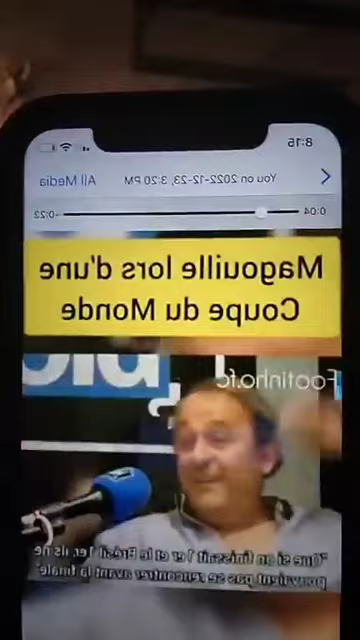 8:15
All Media
You on 2022-12-23, 3:20 PM
0:04
-0:22
Magouille lors d'une
Coupe du Monde
Footinhofc
"Que si on finissait 1er et le Brésil 1er, ils ne
pouvaient pas se rencontrer avant la finale"